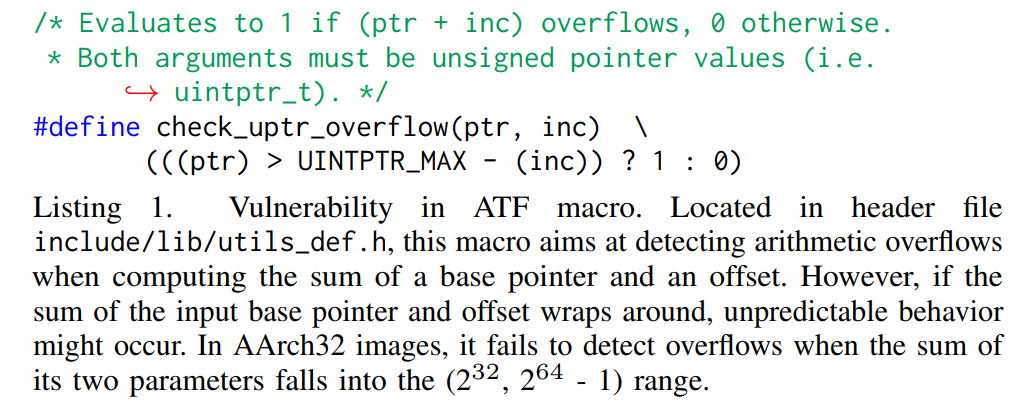 /* Evaluates to 1 if (ptr + inc) overflows, 0 otherwise.
* Both arguments must be unsigned pointer values (i.e.
↪ uintptr_t). */
#define check_uptr_overflow(ptr, inc) \
(((ptr) > UINTPTR_MAX - (inc)) ? 1 : 0)
Listing 1. Vulnerability in ATF macro. Located in header file
include/lib/utils_def.h, this macro aims at detecting arithmetic overflows
when computing the sum of a base pointer and an offset. However, if the
sum of the input base pointer and offset wraps around, unpredictable behavior
might occur. In AArch32 images, it fails to detect overflows when the sum of
its two parameters falls into the (2^32, 2^64 - 1) range.